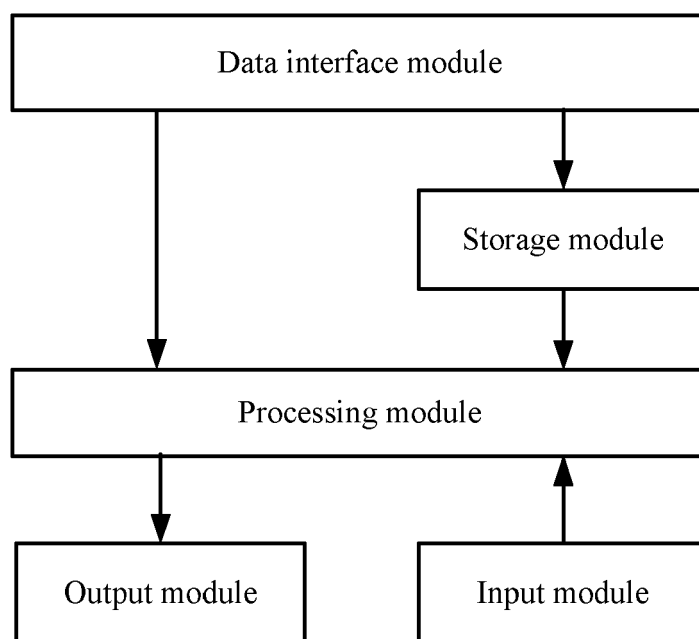 Data interface module
Storage module
Processing module
Output module
Input module